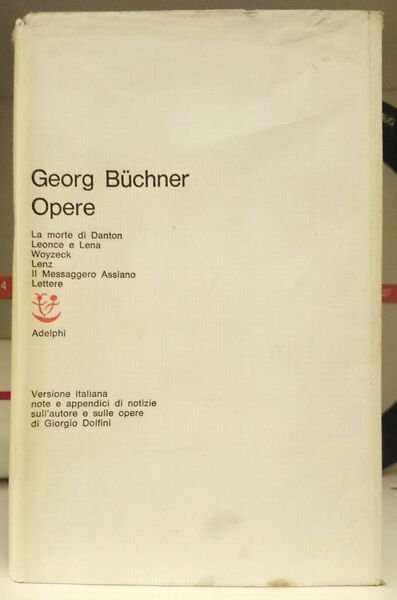 Georg Büchner
Opere
La morte di Danton
Leonce e Lena
Woyzeck
Lenz
Il Messaggero Assiano
Lettere
Adelphi
Versione italiana
note e appendici di notizie
sull'autore e sulle opere
di Giorgio Dolfini
4